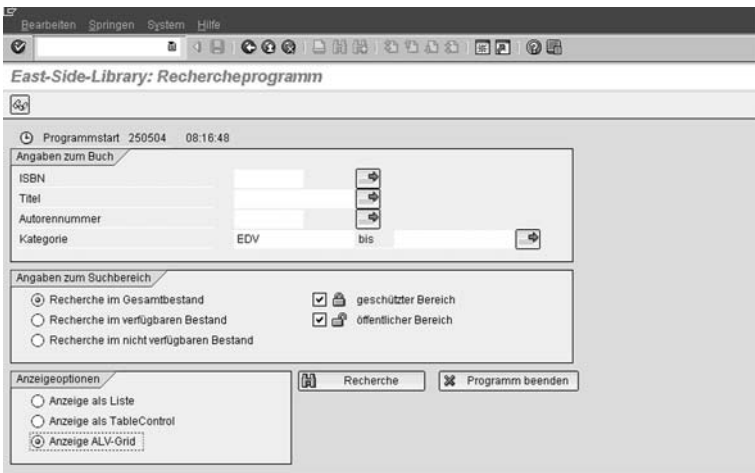 Bearbeiten Springen System Hilfe
East-Side-Library: Rechercheprogramm
Programmstart 250504 08:16:48
Angaben zum Buch
ISBN
Titel
Autorennummer
Kategorie EDV bis
Angaben zum Suchbereich
Recherche im Gesamtbestand geschützter Bereich
Recherche im verfügbaren Bestand öffentlicher Bereich
Recherche im nicht verfügbaren Bestand
Anzeigeoptionen Recherche Programm beenden
Anzeige als Liste
Anzeige als TableControl
Anzeige ALV-Grid